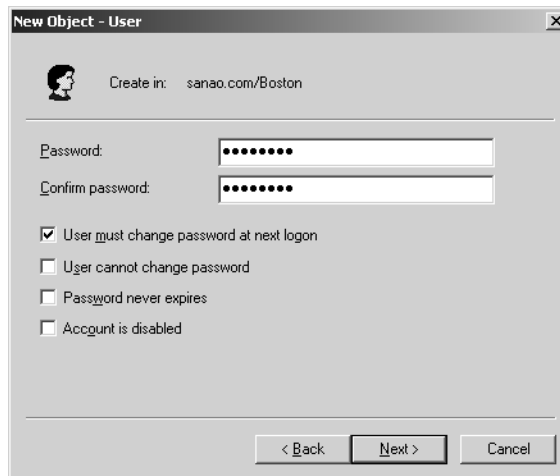 New Object - User
Create in: sanao.com/Boston
Password: ●●●●●●●●
Confirm password: ●●●●●●●●
User must change password at next logon
User cannot change password
Password never expires
Account is disabled
< Back Next > Cancel